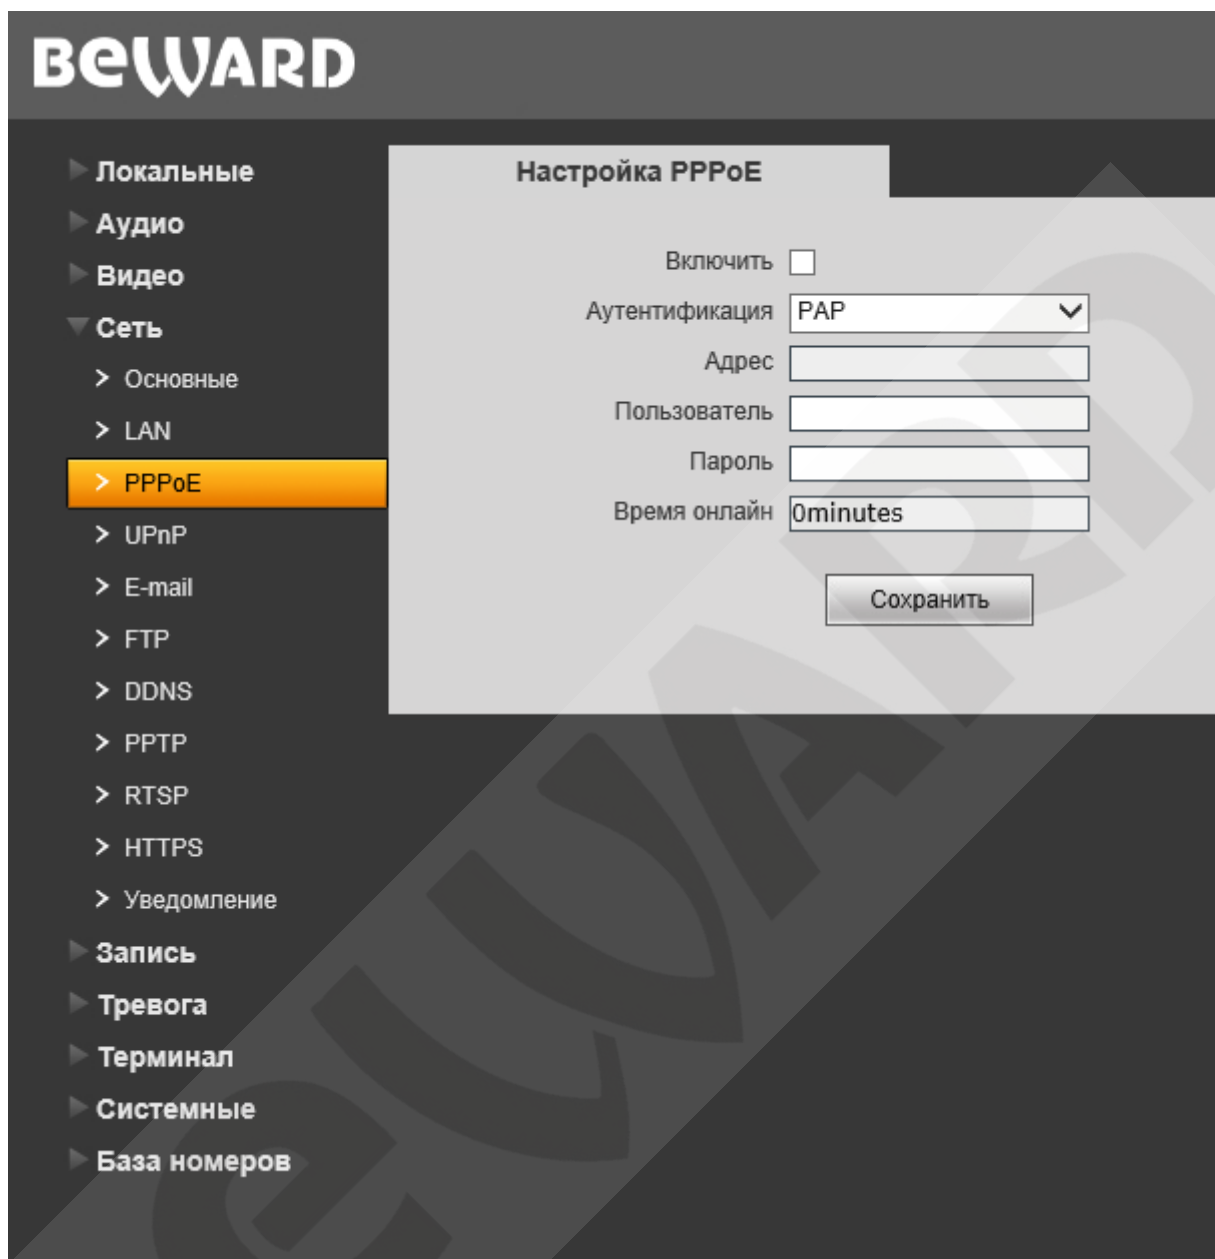 BEWARD
Локальные
Аудио
Видео
Сеть
Основные
LAN
PPPoE
UPnP
E-mail
FTP
DDNS
PPTP
RTSP
HTTPS
Уведомление
Запись
Тревога
Терминал
Системные
База номеров
Настройка PPPoE
Включить
Аутентификация PAP
Адрес
Пользователь
Пароль
Время онлайн 0minutes
Сохранить
BEWARD